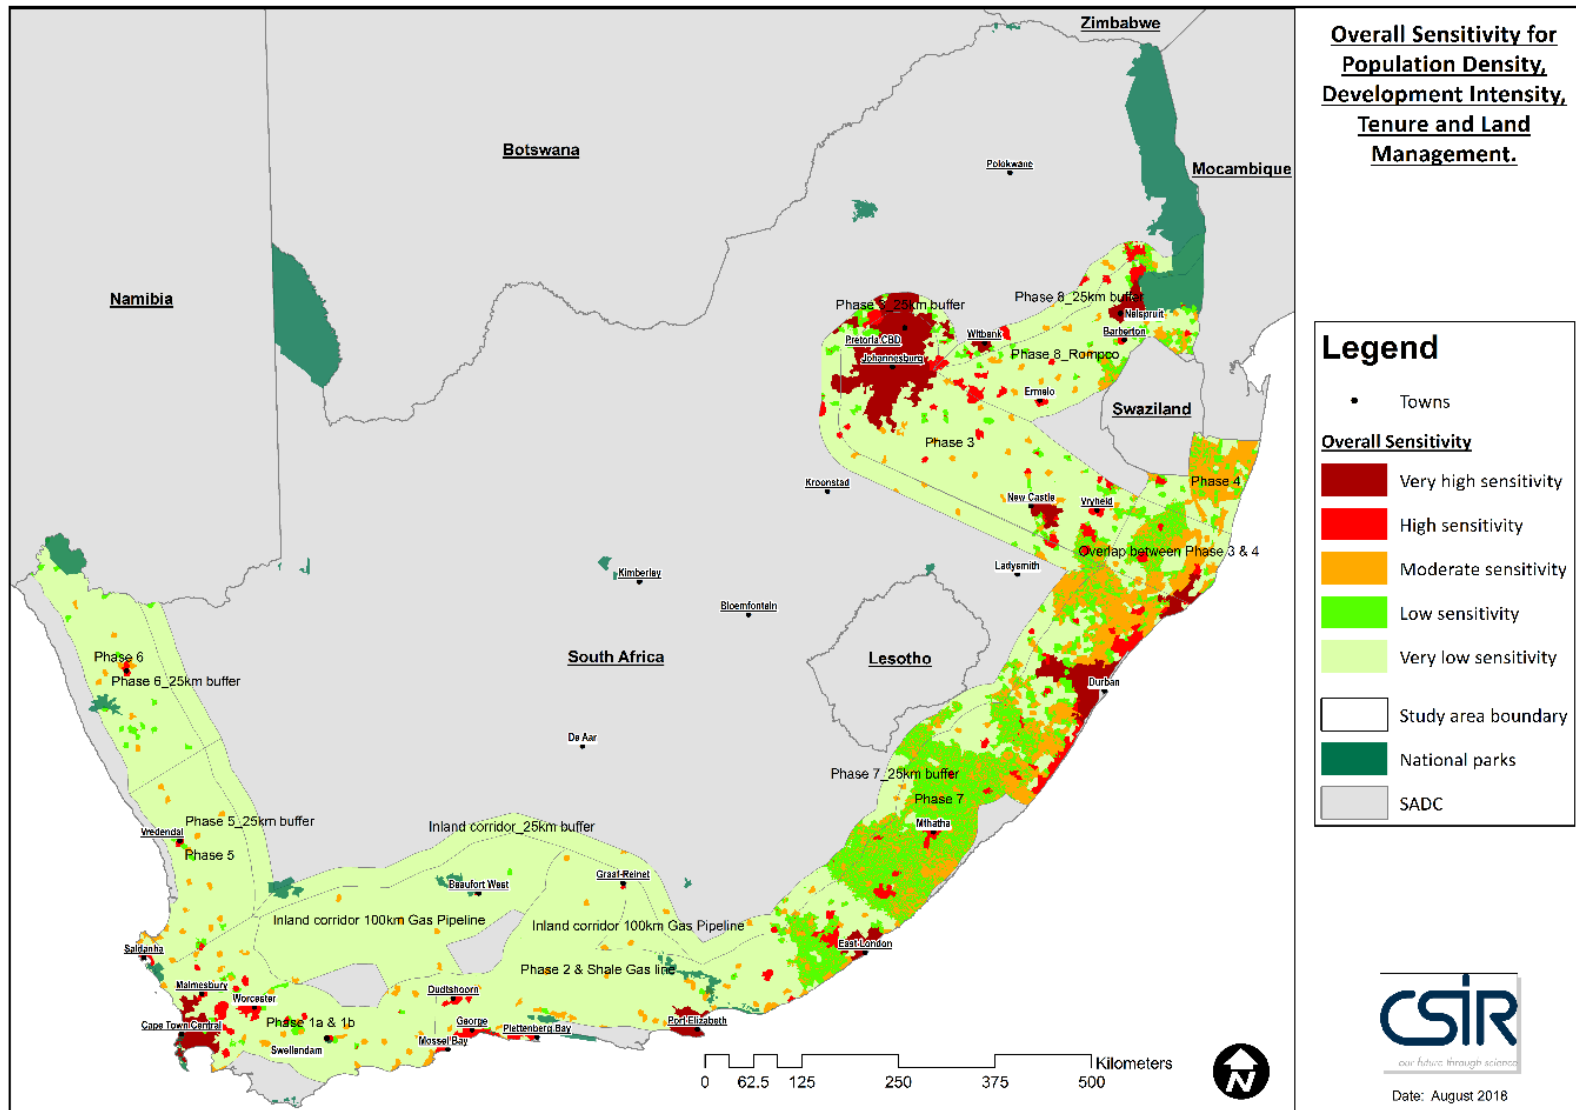 Zimbabwe
Botswana
Mocambique
Namibia
Polokwane
Phase 8_25km buffer
Nelspruit
Phase 3_25km buffer
Pretoria CBD
Witbank
Barberton
Johannesburg
Phase 8_Rompco
Ermelo
Swaziland
Phase 3
Kroonstad
New Castle
Vryheid
Phase 4
Overlap between Phase 3 & 4
Ladysmith
Kimberley
Bloemfontein
South Africa
Lesotho
Durban
Phase 6
Phase 6_25km buffer
De Aar
Phase 7_25km buffer
Phase 7
Mthatha
Phase 5_25km buffer
Vredendal
Phase 5
Inland corridor_25km buffer
Beaufort West
Graaf-Reinet
Inland corridor 100km Gas Pipeline
Inland corridor 100km Gas Pipeline
East London
Saldanha
Phase 2 & Shale Gas line
Malmesbury
Worcester
Oudtshoorn
Phase 1a & 1b
George
Plettenberg Bay
Port Elizabeth
Cape Town Central
Swellendam
Mossel Bay
Kilometers
0 62.5 125 250 375 500
N
Overall Sensitivity for
Population Density,
Development Intensity,
Tenure and Land
Management.
Legend
Towns
Overall Sensitivity
Very high sensitivity
High sensitivity
Moderate sensitivity
Low sensitivity
Very low sensitivity
Study area boundary
National parks
SADC
CSIR
our future through science
Date: August 2018